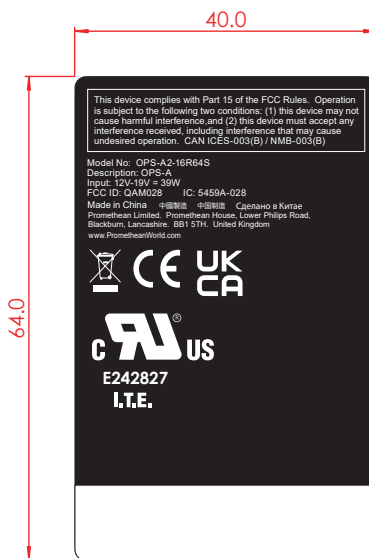 40.0
64.0
This device complies with Part 15 of the FCC Rules. Operation
is subject to the following two conditions: (1) this device may not
cause harmful interference,and (2) this device must accept any
interference received, including interference that may cause
undesired operation. CAN ICES-003(B) / NMB-003(B)
Model No: OPS-A2-16R64S
Description: OPS-A
Input: 12V-19V = 39W
FCC ID: QAM028 IC: 5459A-028
Made in China 中國製造 中国制造 Сделано в Китае
Promethean Limited. Promethean House, Lower Philips Road,
Blackburn, Lancashire. BB1 5TH. United Kingdom
www.PrometheanWorld.com
CE UK
CA
c RU ® US
E242827
I.T.E.